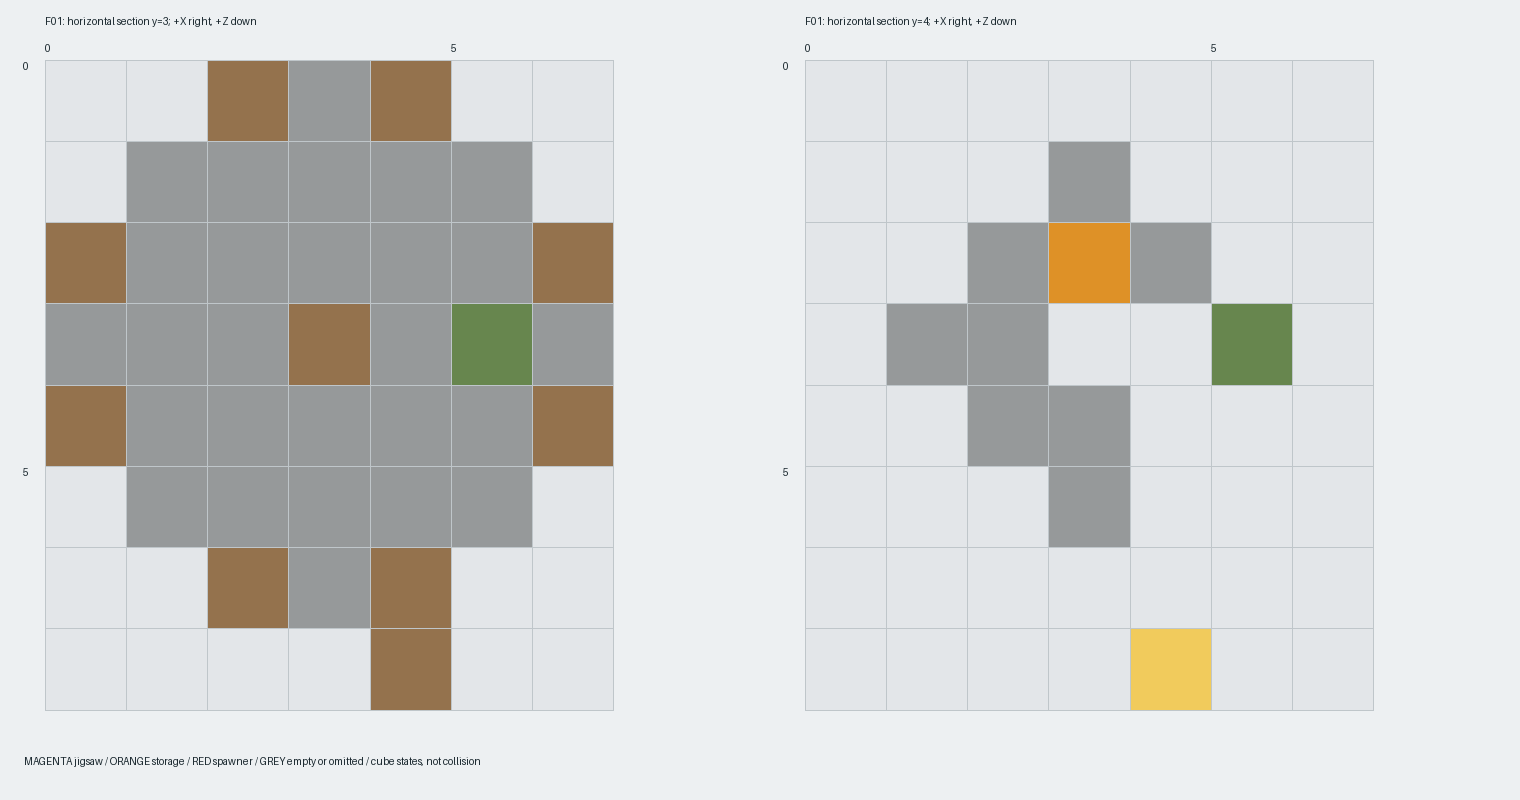 F01: horizontal section y=3; +X right, +Z down
F01: horizontal section y=4; +X right, +Z down
0 5
0 5
0
0
5
5
MAGENTA jigsaw / ORANGE storage / RED spawner / GREY empty or omitted / cube states, not collision